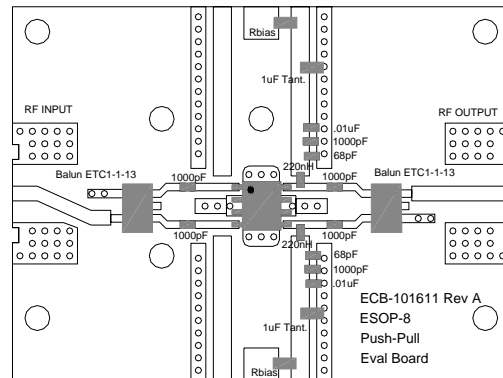 Rbias
1uF Tant.
RF INPUT
RF OUTPUT
.01uF
1000pF
68pF
220nH
Balun ETC1-1-13
1000pF
1000pF
Balun ETC1-1-13
1000pF
220nH
1000pF
68pF
1000pF
.01uF
1uF Tant.
Rbias
ECB-101611 Rev A
ESOP-8
Push-Pull
Eval Board